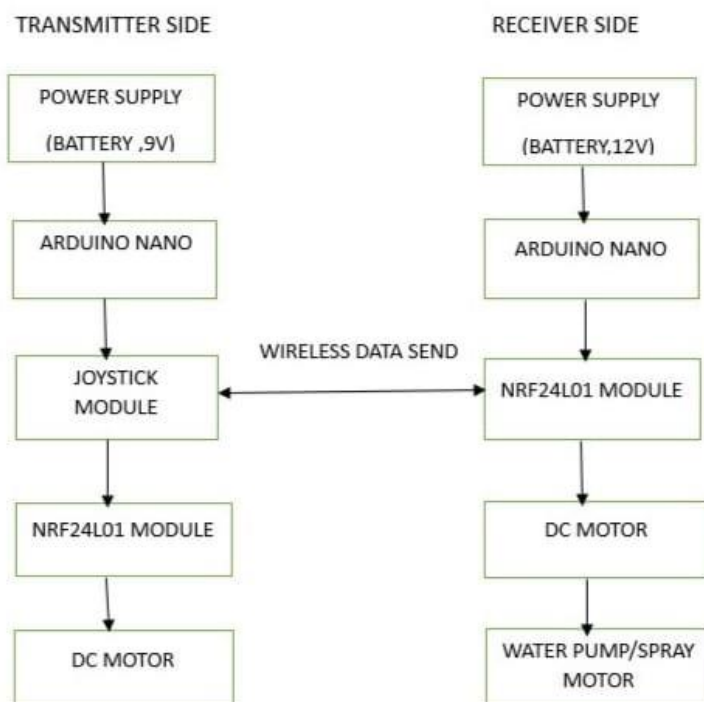 TRANSMITTER SIDE
POWER SUPPLY
(BATTERY ,9V)
ARDUINO NANO
JOYSTICK
MODULE
NRF24L01 MODULE
DC MOTOR
WIRELESS DATA SEND
RECEIVER SIDE
POWER SUPPLY
(BATTERY,12V)
ARDUINO NANO
NRF24L01 MODULE
DC MOTOR
WATER PUMP/SPRAY
MOTOR